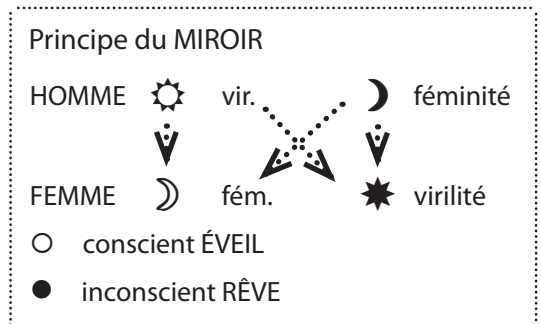 Principe du MIROIR
HOMME vir. féminité
FEMME fém. virilité
conscient ÉVEIL
inconscient RÊVE